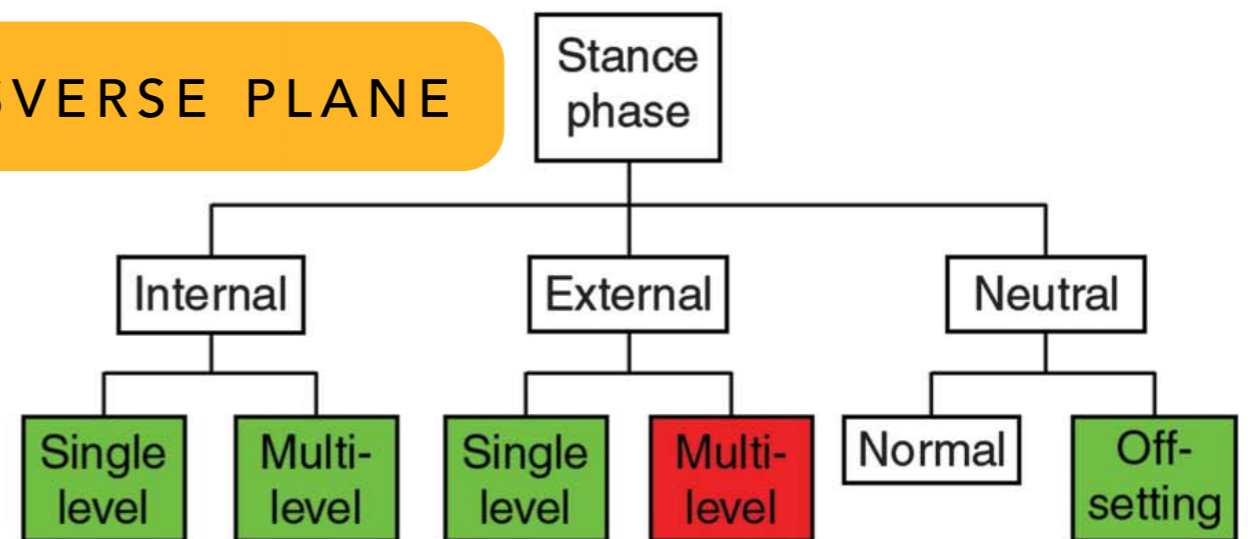 SVERSE PLANE
Stance
phase
Internal
External
Neutral
Single
level
Multi-
level
Single
level
Multi-
level
Normal
Off-
setting